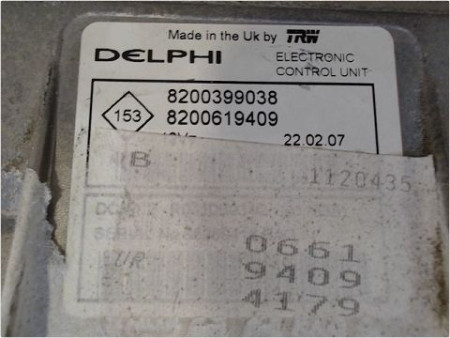 Made in the Uk by TRW
DELPHI ELECTRONIC
CONTROL UNIT
8200399038
153 8200619409
22.02.07
B 1120435
UR 0661
9409
4179